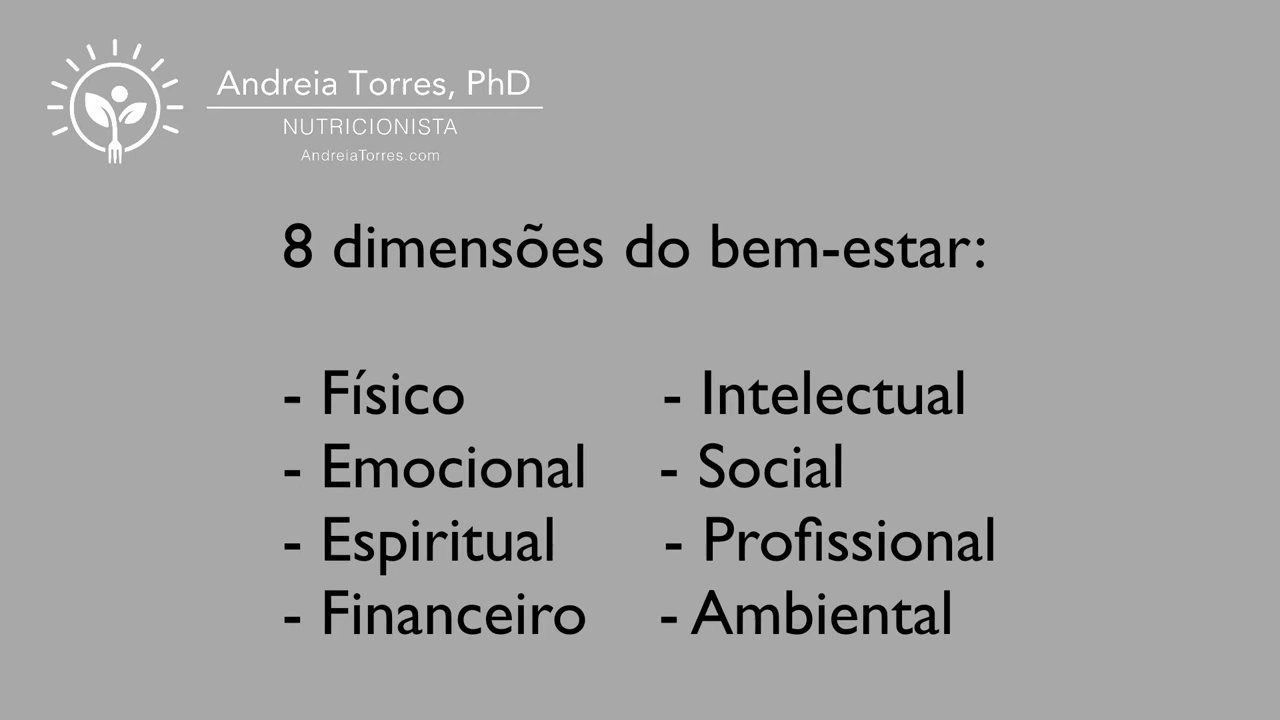 Andreia Torres, PhD
NUTRICIONISTA
AndreiaTorres.com
8 dimensões do bem-estar:
- Físico - Intelectual
- Emocional - Social
- Espiritual - Profissional
- Financeiro - Ambiental